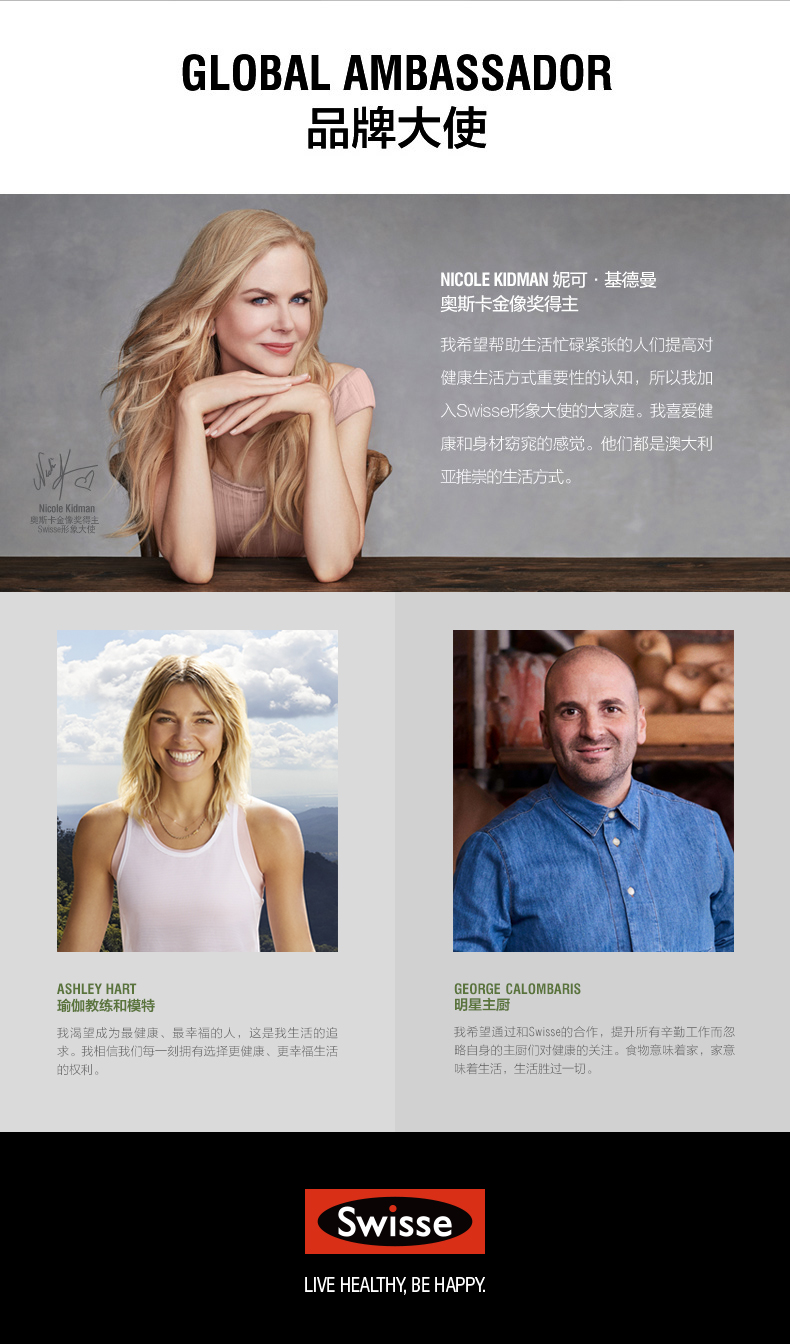 GLOBAL AMBASSADOR
品牌大使
NICOLE KIDMAN 妮可 · 基德曼
奥斯卡金像奖得主
我希望帮助生活忙碌紧张的人们提高对
健康生活方式重要性的认知，所以我加
入Swisse形象大使的大家庭。我喜爱健
康和身材窈窕的感觉。他们都是澳大利
亚推崇的生活方式。
Nicole Kidman
奥斯卡金像奖得主
Swisse形象大使
ASHLEY HART
瑜伽教练和模特
我渴望成为最健康、最幸福的人，这是我生活的追
求。我相信我们每一刻拥有选择更健康、更幸福生活
的权利。
GEORGE CALOMBARIS
明星主厨
我希望通过和Swisse的合作，提升所有辛勤工作而忽
略自身的主厨们对健康的关注。食物意味着家，家意
味着生活，生活胜过一切。
Swisse
LIVE HEALTHY, BE HAPPY.